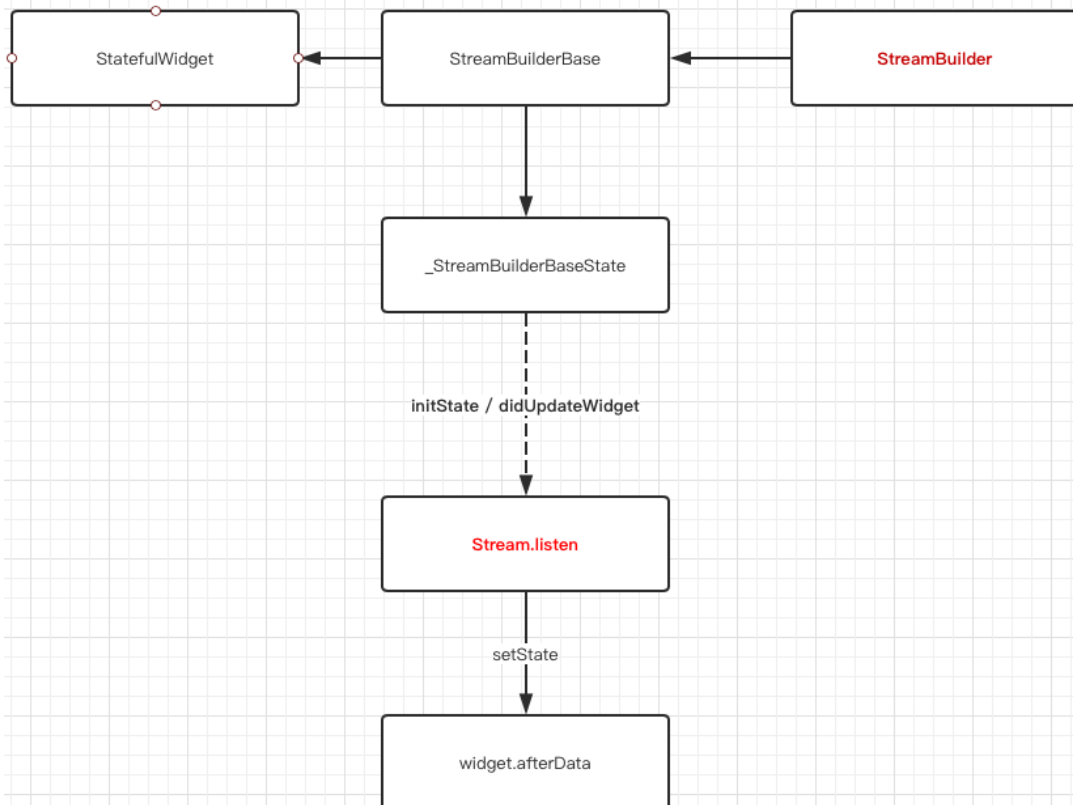 StatefulWidget
StreamBuilderBase
StreamBuilder
_StreamBuilderBaseState
initState / didUpdateWidget
Stream.listen
setState
widget.afterData